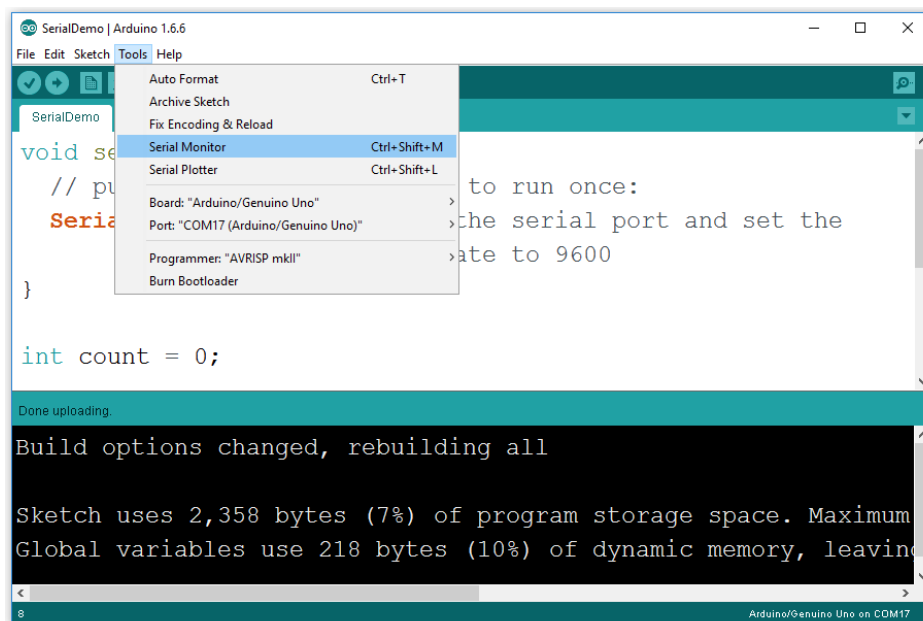 SerialDemo | Arduino 1.6.6
File Edit Sketch Tools Help
Auto Format Ctrl+T
Archive Sketch
Fix Encoding & Reload
Serial Monitor Ctrl+Shift+M
Serial Plotter Ctrl+Shift+L
Board: "Arduino/Genuino Uno"
Port: "COM17 (Arduino/Genuino Uno)"
Programmer: "AVRISP mkII"
Burn Bootloader
SerialDemo
void se
// pu to run once:
Seria the serial port and set the
ate to 9600
}
int count = 0;
Done uploading.
Build options changed, rebuilding all
Sketch uses 2,358 bytes (7%) of program storage space. Maximum
Global variables use 218 bytes (10%) of dynamic memory, leaving
8 Arduino/Genuino Uno on COM17